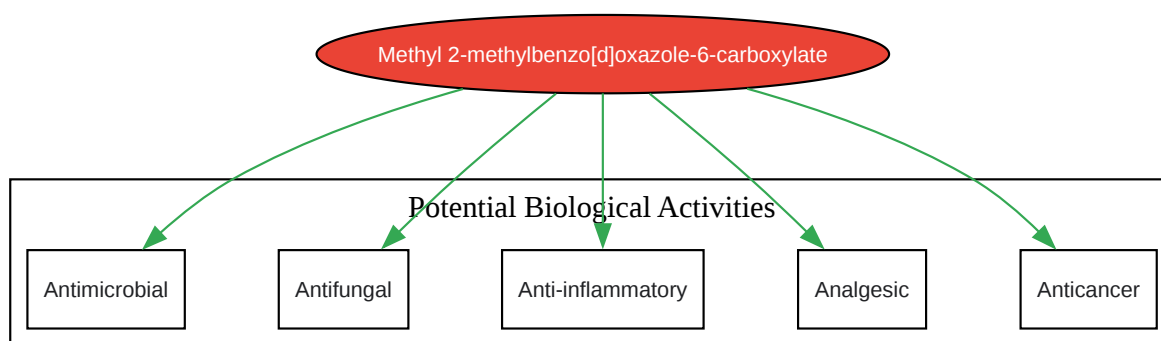 Methyl 2-methylbenzo[d]oxazole-6-carboxylate
Potential Biological Activities
Antimicrobial
Antifungal
Anti-inflammatory
Analgesic
Anticancer